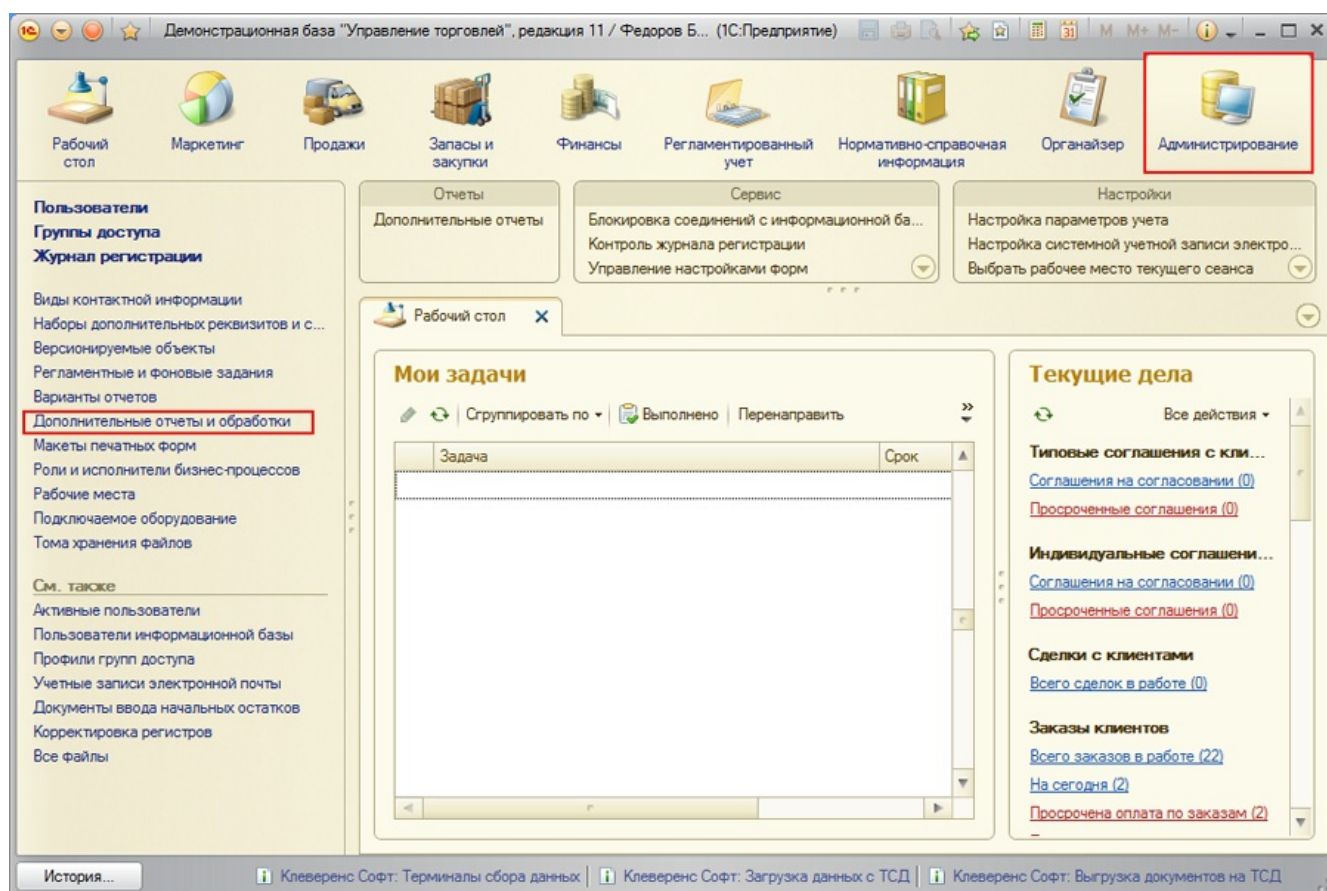 Демонстрационная база "Управление торговлей", редакция 11 / Федоров Б... (1С:Предприятие)
M M+ M-
Рабочий стол
Маркетинг
Продажи
Запасы и закупки
Финансы
Регламентированный учет
Нормативно-справочная информация
Органайзер
Администрирование
Пользователи
Группы доступа
Журнал регистрации
Виды контактной информации
Наборы дополнительных реквизитов и с...
Версионируемые объекты
Регламентные и фоновые задания
Варианты отчетов
Дополнительные отчеты и обработки
Макеты печатных форм
Роли и исполнители бизнес-процессов
Рабочие места
Подключаемое оборудование
Тома хранения файлов
См. также
Активные пользователи
Пользователи информационной базы
Профили групп доступа
Учетные записи электронной почты
Документы ввода начальных остатков
Корректировка регистров
Все файлы
Отчеты
Дополнительные отчеты
Сервис
Блокировка соединений с информационной ба...
Контроль журнала регистрации
Управление настройками форм
Настройки
Настройка параметров учета
Настройка системной учетной записи электро...
Выбрать рабочее место текущего сеанса
Рабочий стол
Мои задачи
Сгруппировать по
Выполнено
Перенаправить
Задача
Срок
Текущие дела
Все действия
Типовые соглашения с кли...
Соглашения на согласовании (0)
Просроченные соглашения (0)
Индивидуальные соглашени...
Соглашения на согласовании (0)
Просроченные соглашения (0)
Сделки с клиентами
Всего сделок в работе (0)
Заказы клиентов
Всего заказов в работе (22)
На сегодня (2)
Просрочена оплата по заказам (2)
История...
Клеверенс Софт: Терминалы сбора данных
Клеверенс Софт: Загрузка данных с ТСД
Клеверенс Софт: Выгрузка документов на ТСД